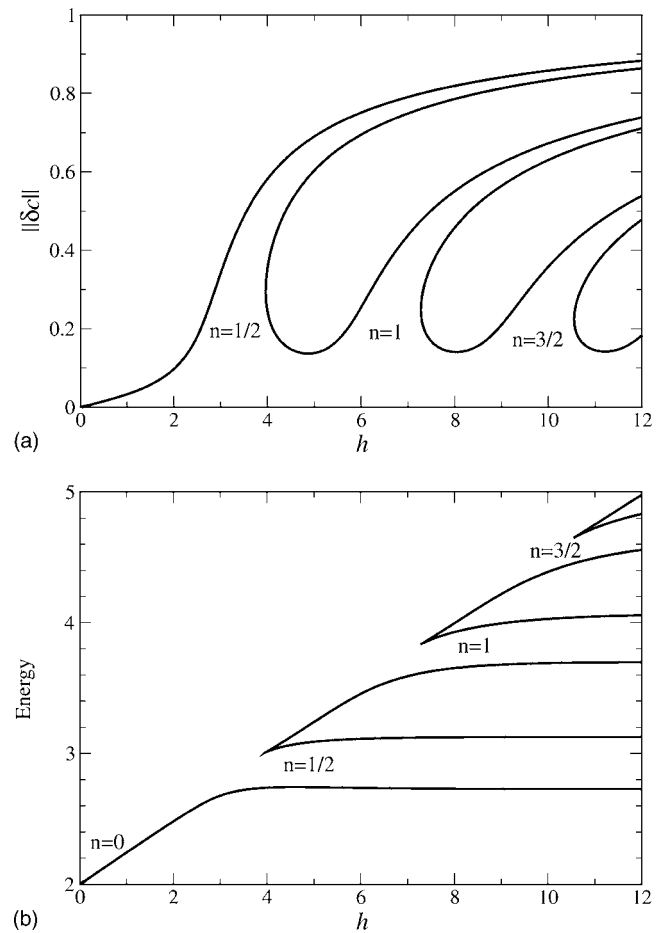 1
0.8
0.6
||δc||
0.4
0.2
n=1/2
n=1
n=3/2
0
0 2 4 6 8 10 12
(a)
h
5
n=3/2
4
n=1
Energy
3
n=1/2
n=0
2
0 2 4 6 8 10 12
(b)
h